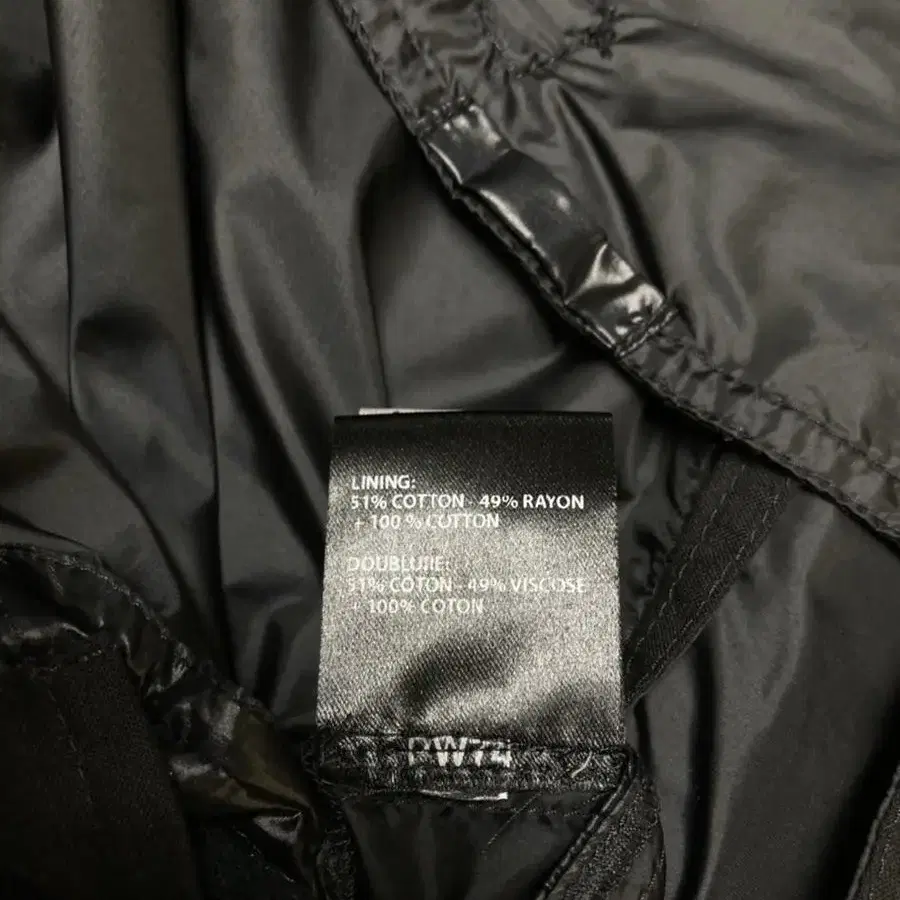 LINING:
51% COTTON - 49% RAYON
+ 100 % COTTON
DOUBLURE:
51% COTON - 49% VISCOSE
+ 100% COTON